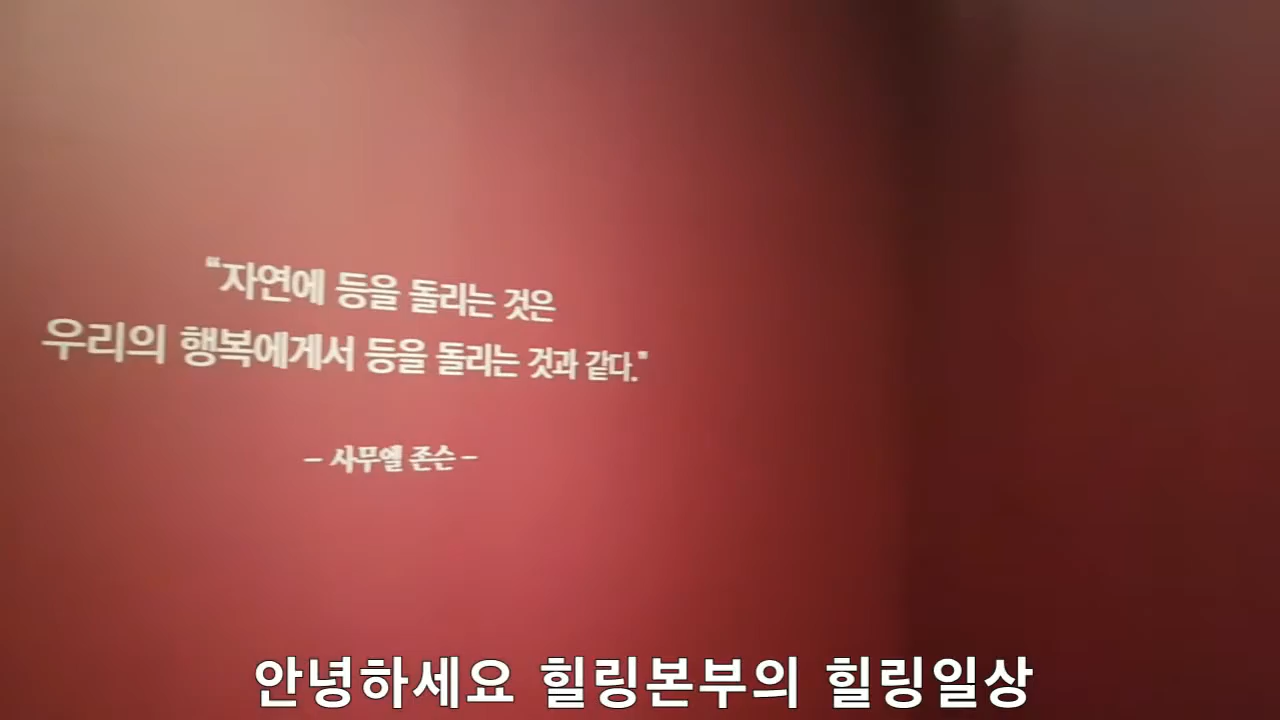 “자연에 등을 돌리는 것은
우리의 행복에게서 등을 돌리는 것과 같다.”
– 사무엘 존슨 –
안녕하세요 힐링본부의 힐링일상